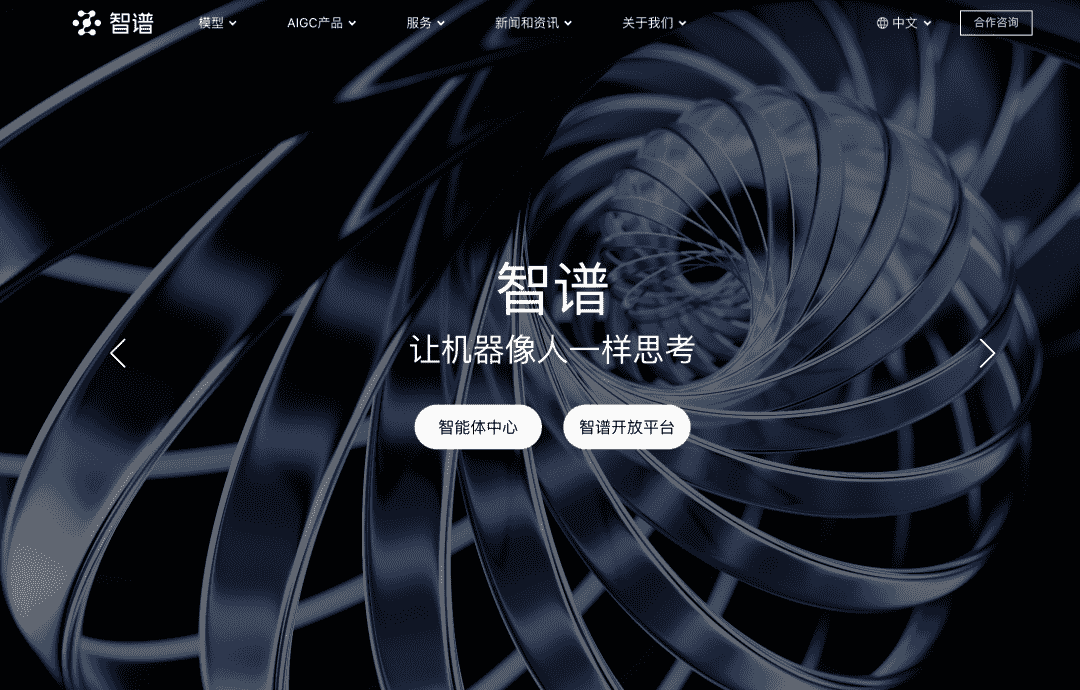 智谱
模型
AIGC产品
服务
新闻和资讯
关于我们
中文
合作咨询
智谱
让机器像人一样思考
智能体中心
智谱开放平台